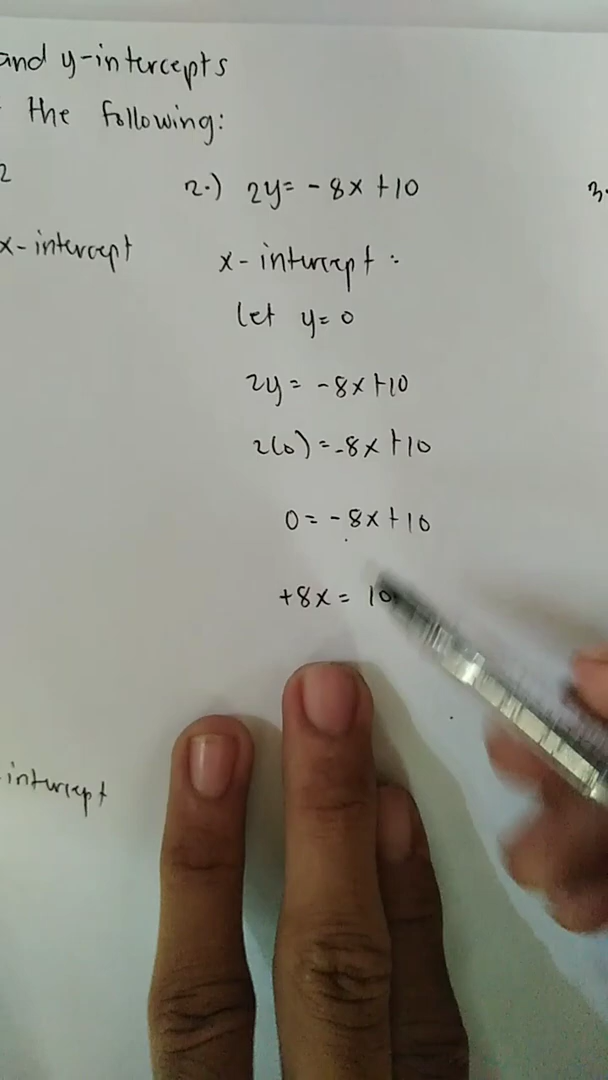 and y-intercepts
the following:
2
2.) 2y = -8x +10
3.
x-intercept
x-intercept :
let y = 0
2y = -8x +10
2(0) = -8x +10
0 = -8x +10
+8x = 10
intercept